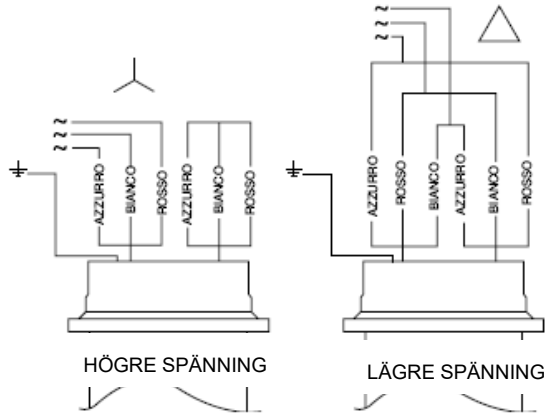 AZZURRO
BIANCO
ROSSO
AZZURRO
BIANCO
ROSSO
HÖGRE SPÄNNING
AZZURRO
ROSSO
BIANCO
AZZURRO
BIANCO
ROSSO
LÄGRE SPÄNNING